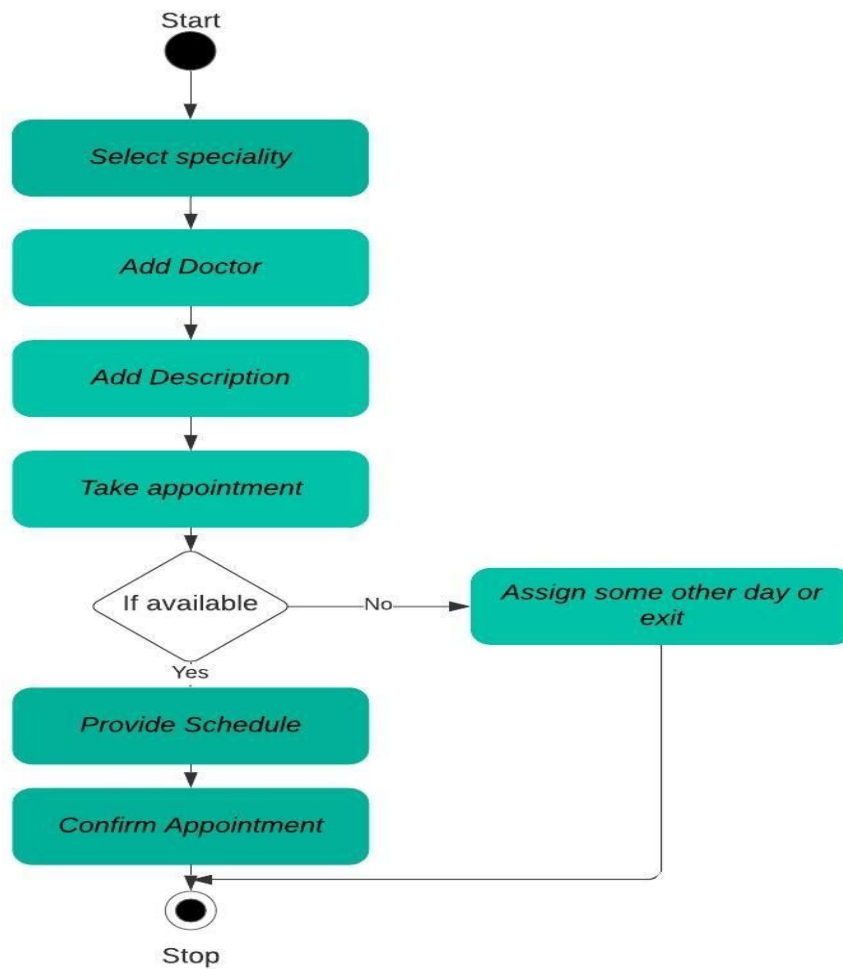 Start
Select speciality
Add Doctor
Add Description
Take appointment
If available
No
Assign some other day or
exit
Yes
Provide Schedule
Confirm Appointment
Stop